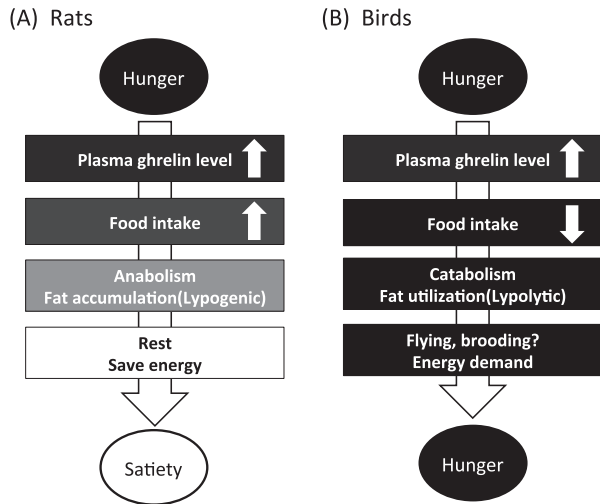 (A) Rats
Hunger
Plasma ghrelin level
Food intake
Anabolism
Fat accumulation(Lypogenic)
Rest
Save energy
Satiety
(B) Birds
Hunger
Plasma ghrelin level
Food intake
Catabolism
Fat utilization(Lypolytic)
Flying, brooding?
Energy demand
Hunger